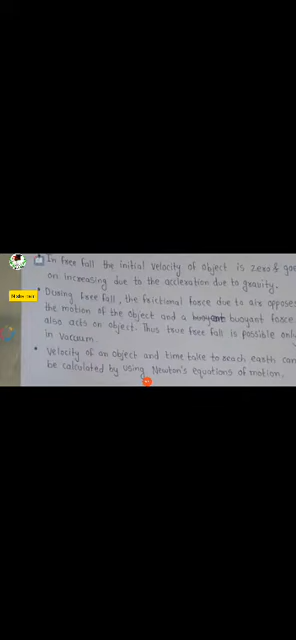 In free fall the initial velocity of object is zero & goes
on increasing due to the accleration due to gravity.
• During free fall, the frictional force due to air opposes
the motion of the object and a buoyant force
also acts on object. Thus true free fall is possible only
in vacuum.
• Velocity of an object and time take to reach earth can
be calculated by using Newton's equations of motion.